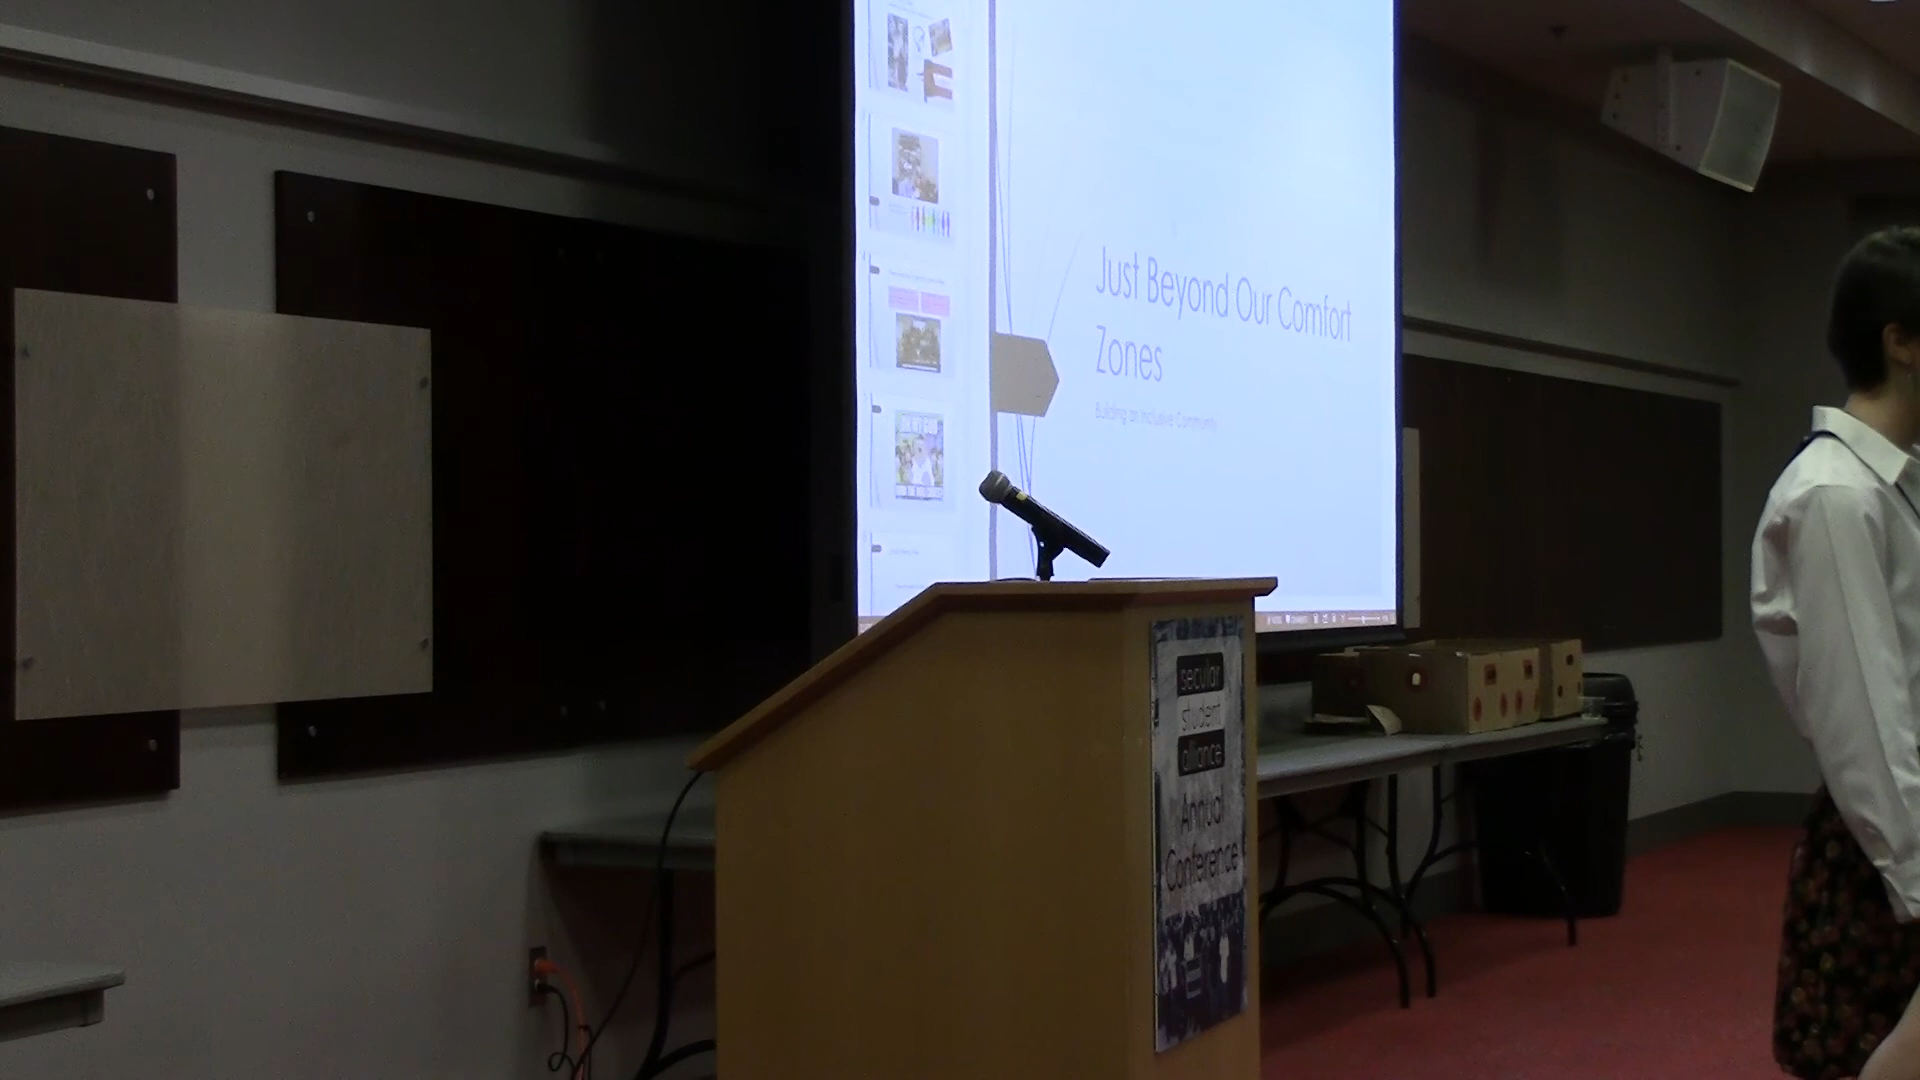 Just Beyond Our Comfort
Zones
Building an Inclusive Community
secular
student
alliance
Annual
Conference